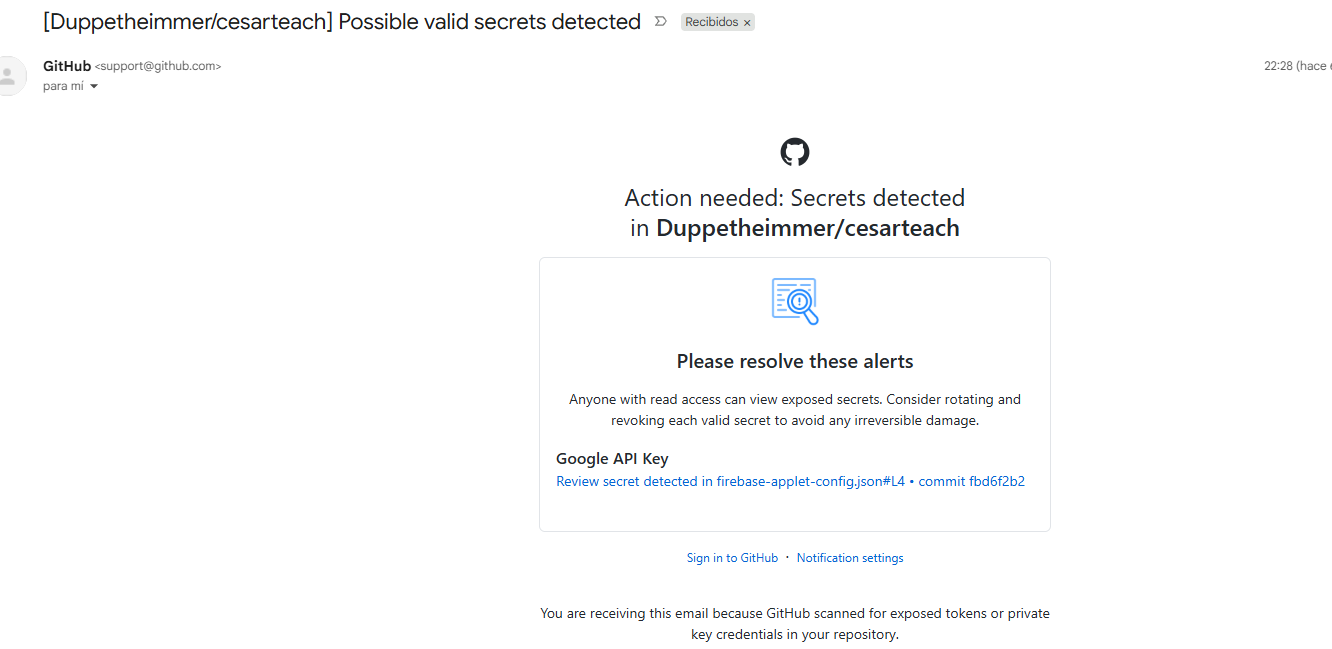 [Duppetheimmer/cesarteach] Possible valid secrets detected
Recibidos ×
GitHub <support@github.com>
22:28 (hace
para mí
Action needed: Secrets detected
in Duppetheimmer/cesarteach
Please resolve these alerts
Anyone with read access can view exposed secrets. Consider rotating and
revoking each valid secret to avoid any irreversible damage.
Google API Key
Review secret detected in firebase-applet-config.json#L4 • commit fbd6f2b2
Sign in to GitHub · Notification settings
You are receiving this email because GitHub scanned for exposed tokens or private
key credentials in your repository.